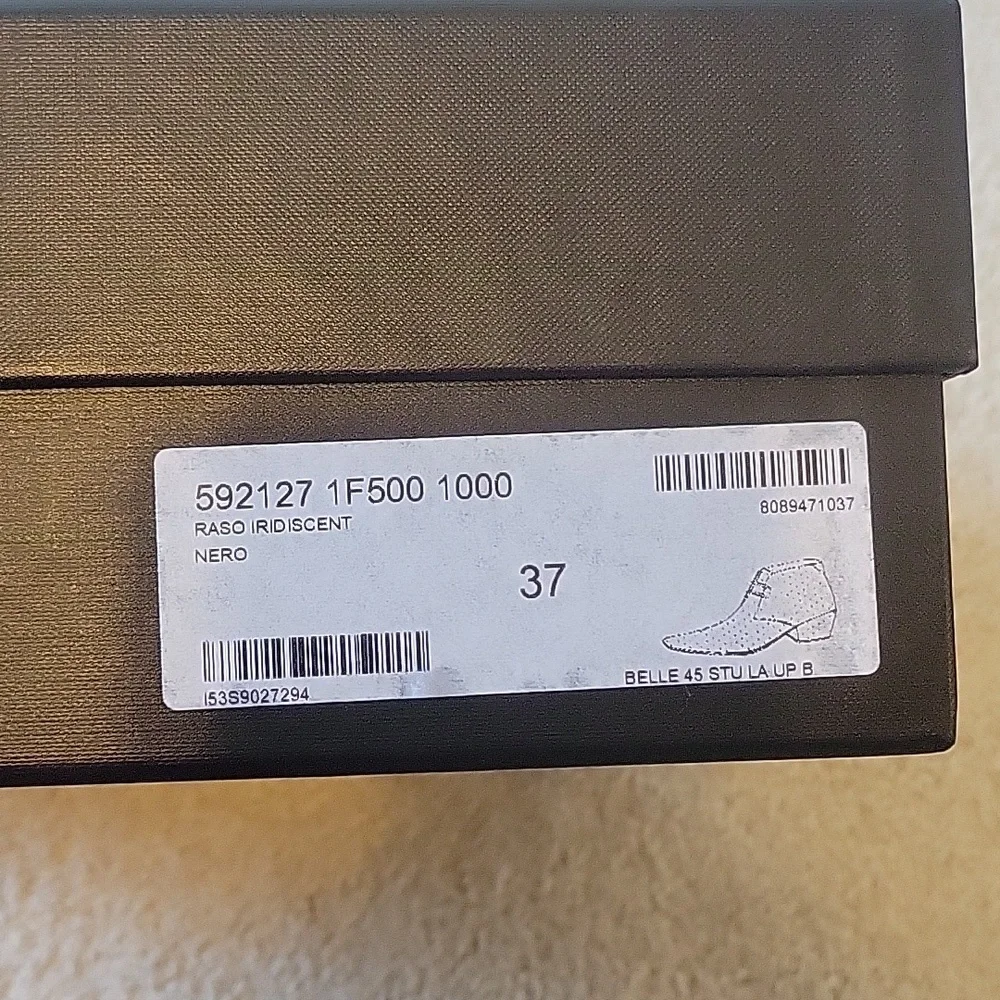 592127 1F500 1000
RASO IRIDISCENT
NERO
8089471037
37
I53S9027294
BELLE 45 STU LA UP B